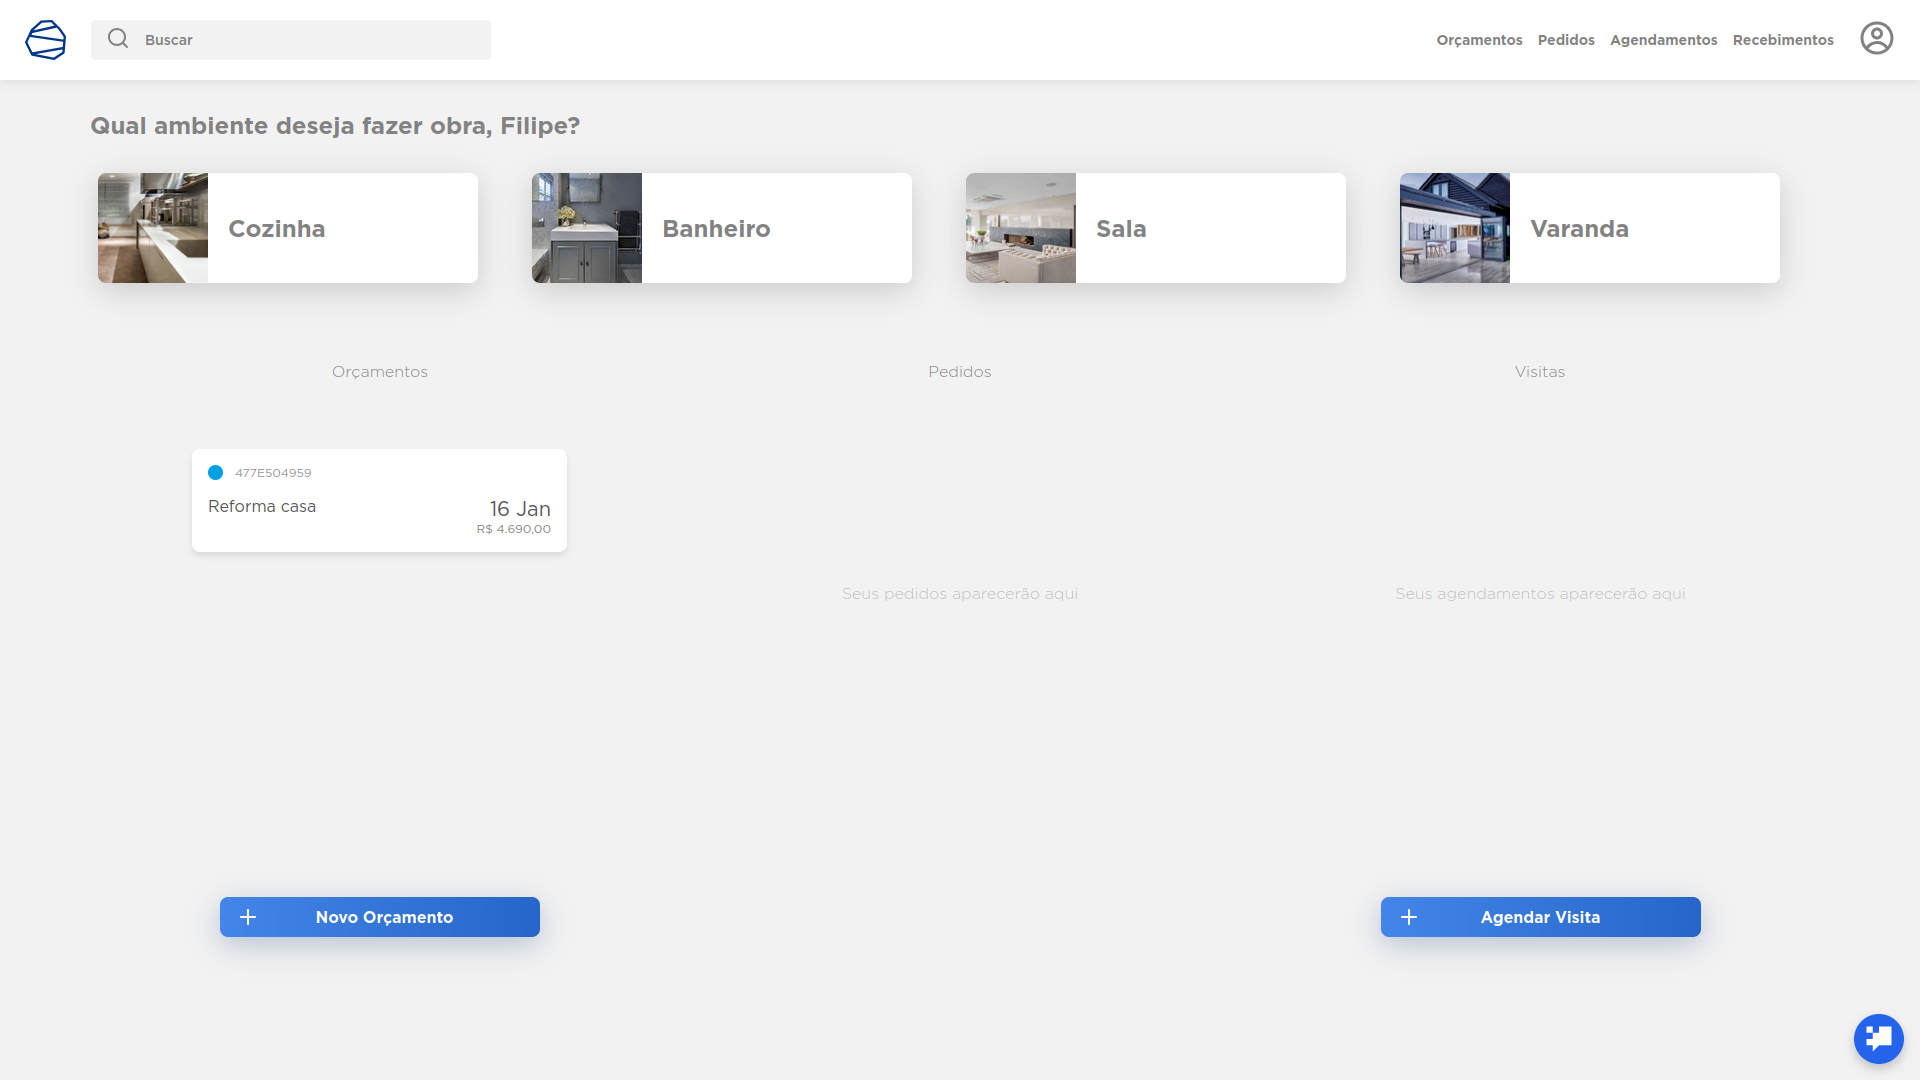 Buscar
Orçamentos Pedidos Agendamentos Recebimentos
Qual ambiente deseja fazer obra, Filipe?
Cozinha
Banheiro
Sala
Varanda
Orçamentos
Pedidos
Visitas
477E504959
Reforma casa
16 Jan
R$ 4.690,00
Seus pedidos aparecerão aqui
Seus agendamentos aparecerão aqui
Novo Orçamento
Agendar Visita